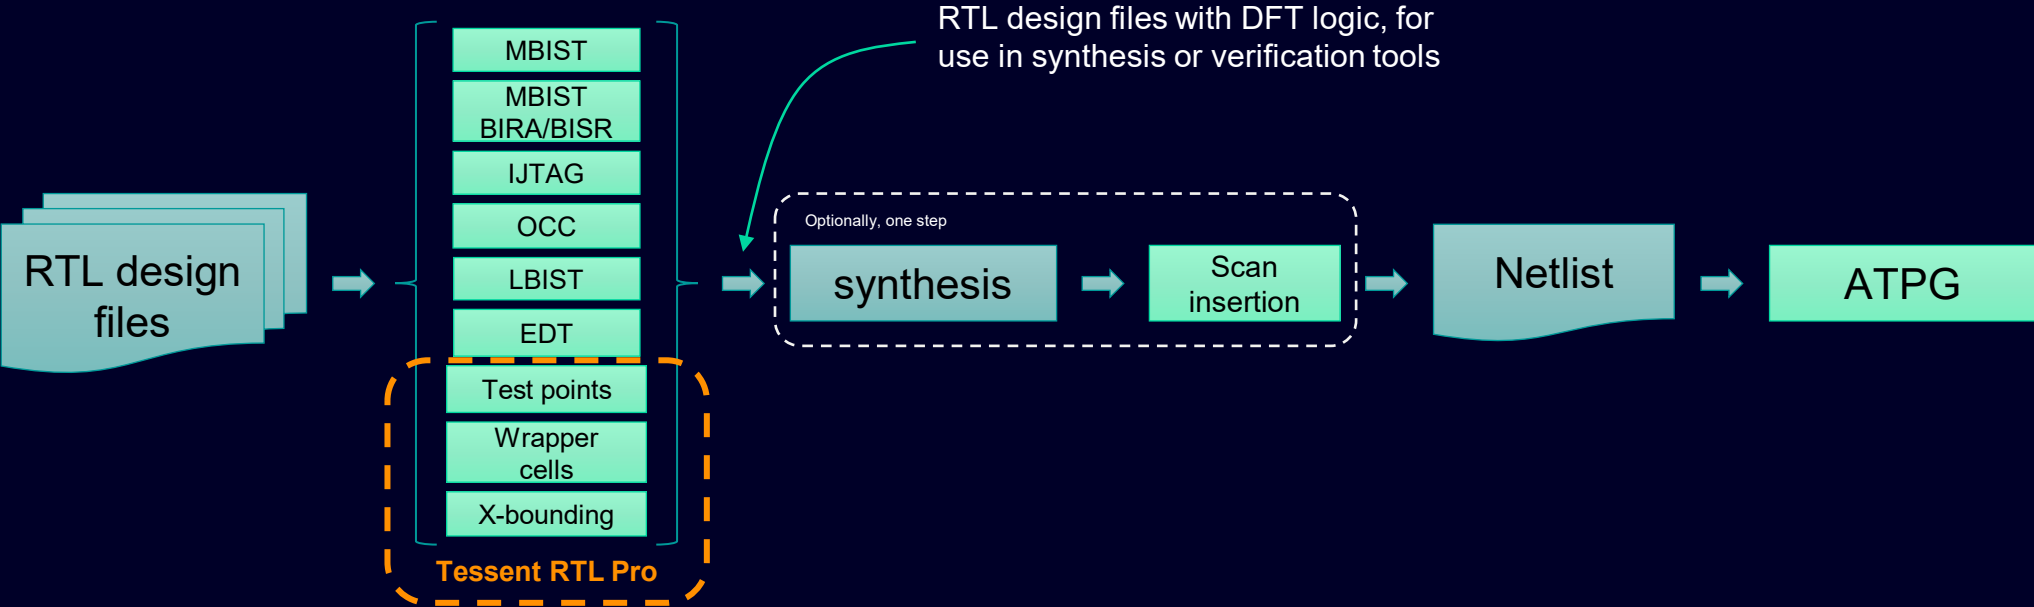 RTL design files with DFT logic, for
use in synthesis or verification tools
MBIST
MBIST
BIRA/BISR
IJTAG
OCC
LBIST
EDT
Test points
Wrapper
cells
X-bounding
Tessent RTL Pro
RTL design
files
Optionally, one step
synthesis
Scan
insertion
Netlist
ATPG